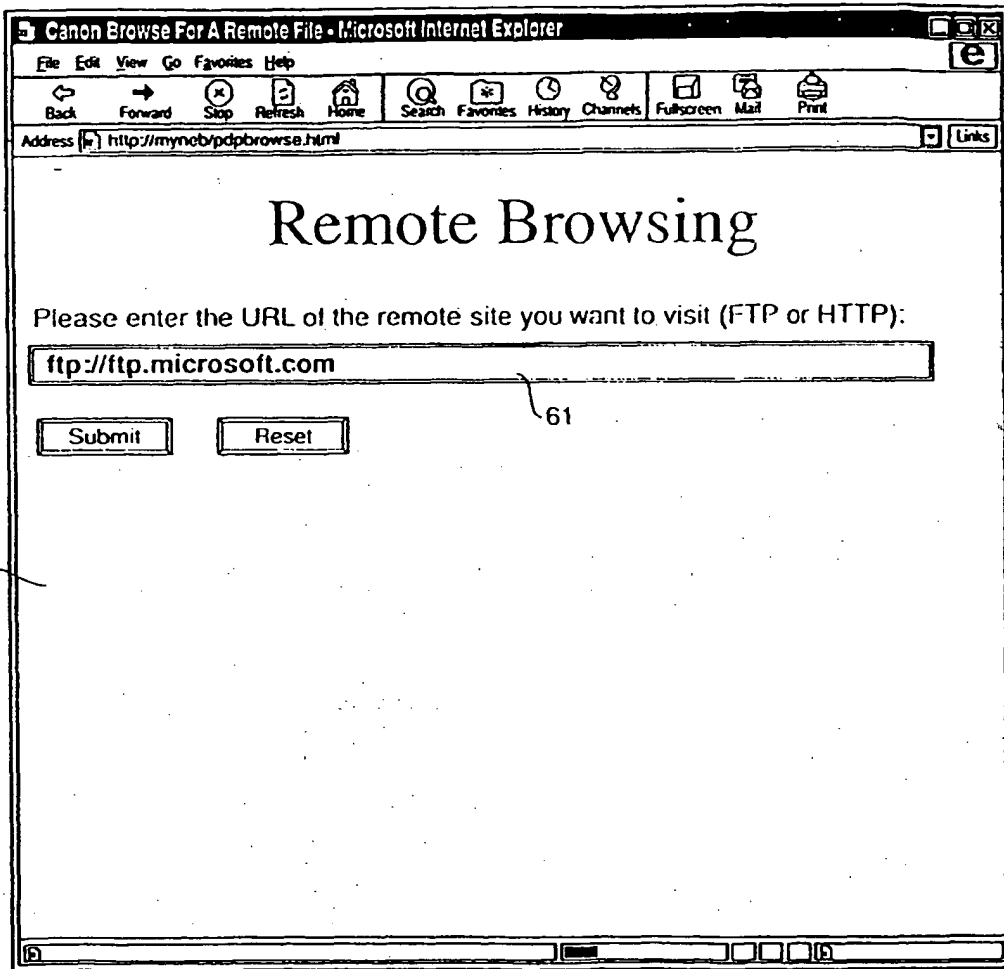 Canon Browse For A Remote File - Microsoft Internet Explorer
File Edit View Go Favorites Help
Back Forward Stop Refresh Home Search Favorites History Channels Fullscreen Mail Print
Address http://myneb/pdpbrowse.html Links
Remote Browsing
Please enter the URL of the remote site you want to visit (FTP or HTTP):
ftp://ftp.microsoft.com
61
Submit Reset